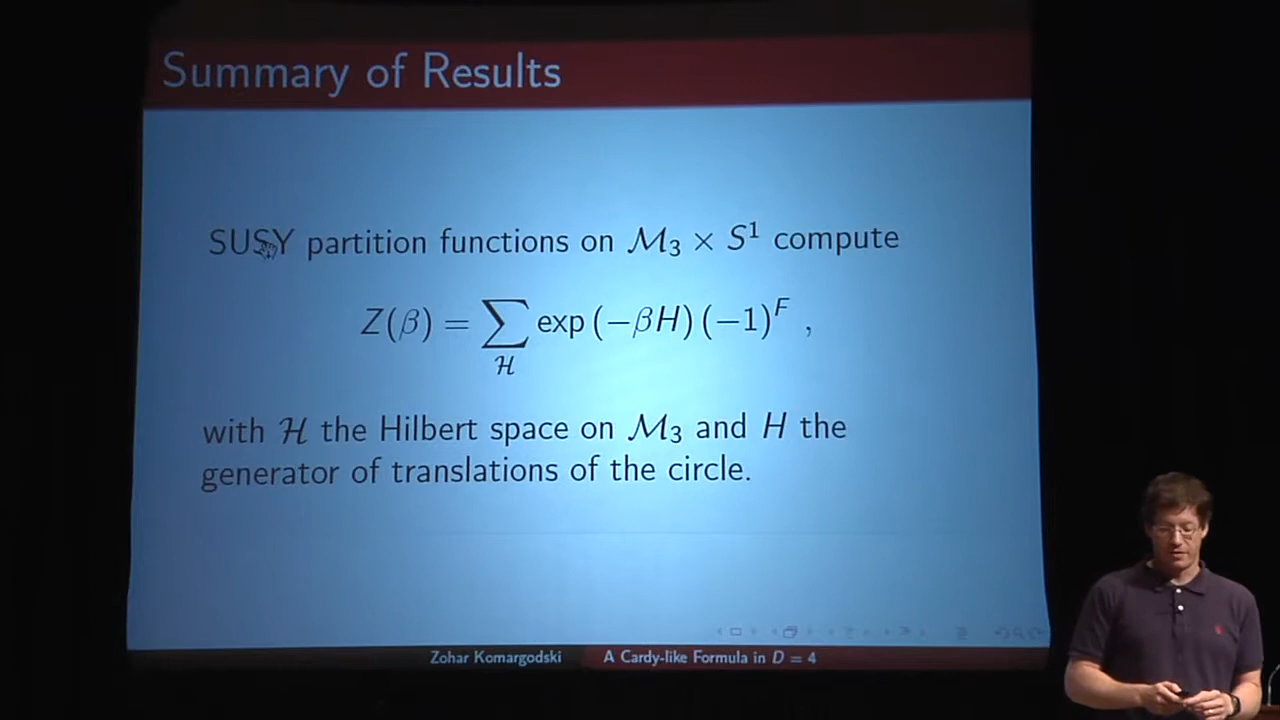 Summary of Results
SUSY partition functions on ℳ₃ × S¹ compute
Z(β) = ∑_ℋ exp (−βH) (−1)^F ,
with ℋ the Hilbert space on ℳ₃ and H the
generator of translations of the circle.
Zohar Komargodski A Cardy-like Formula in D = 4